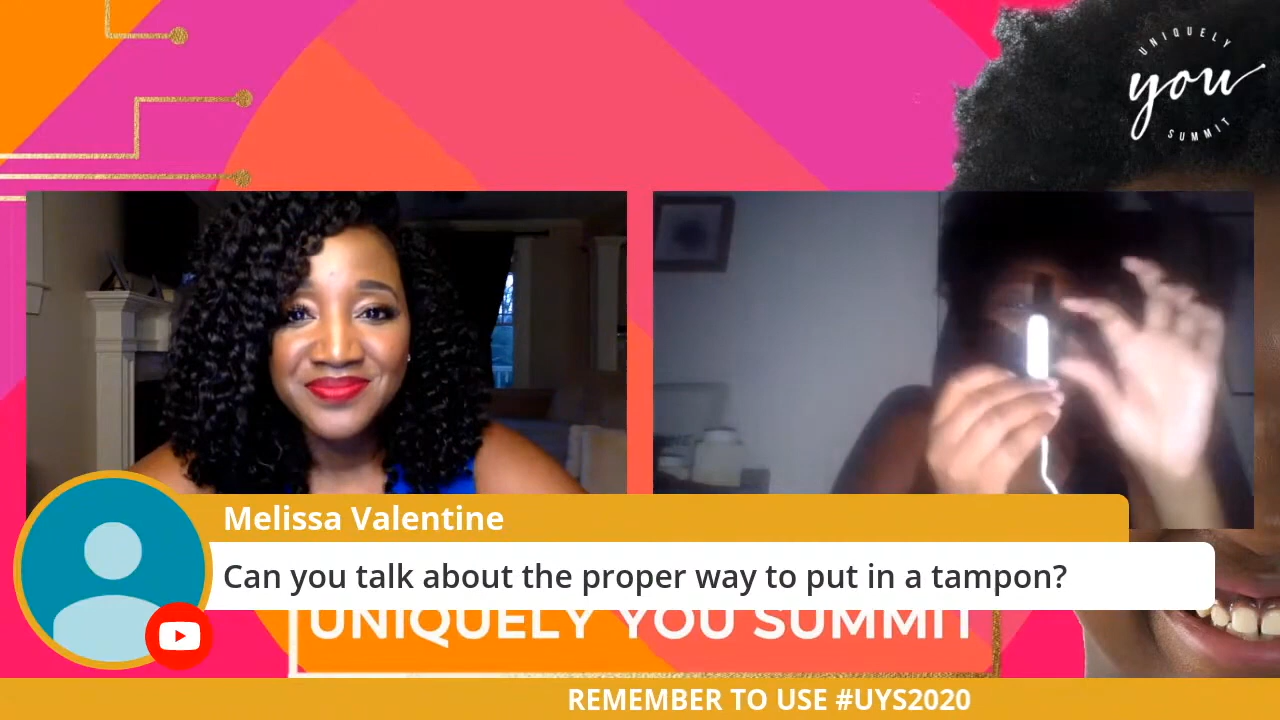 UNIQUELY
you
SUMMIT
Melissa Valentine
Can you talk about the proper way to put in a tampon?
UNIQUELY YOU SUMMIT
REMEMBER TO USE #UYS2020